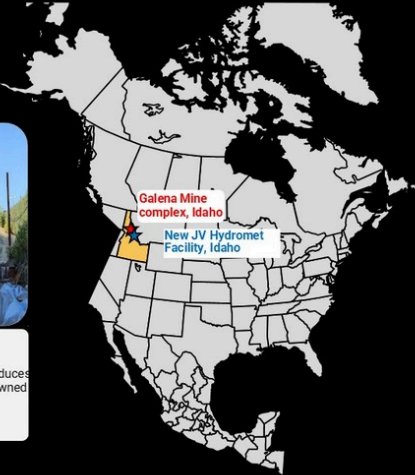 Galena Mine
complex, Idaho
New JV Hydromet
Facility, Idaho
duces
wned